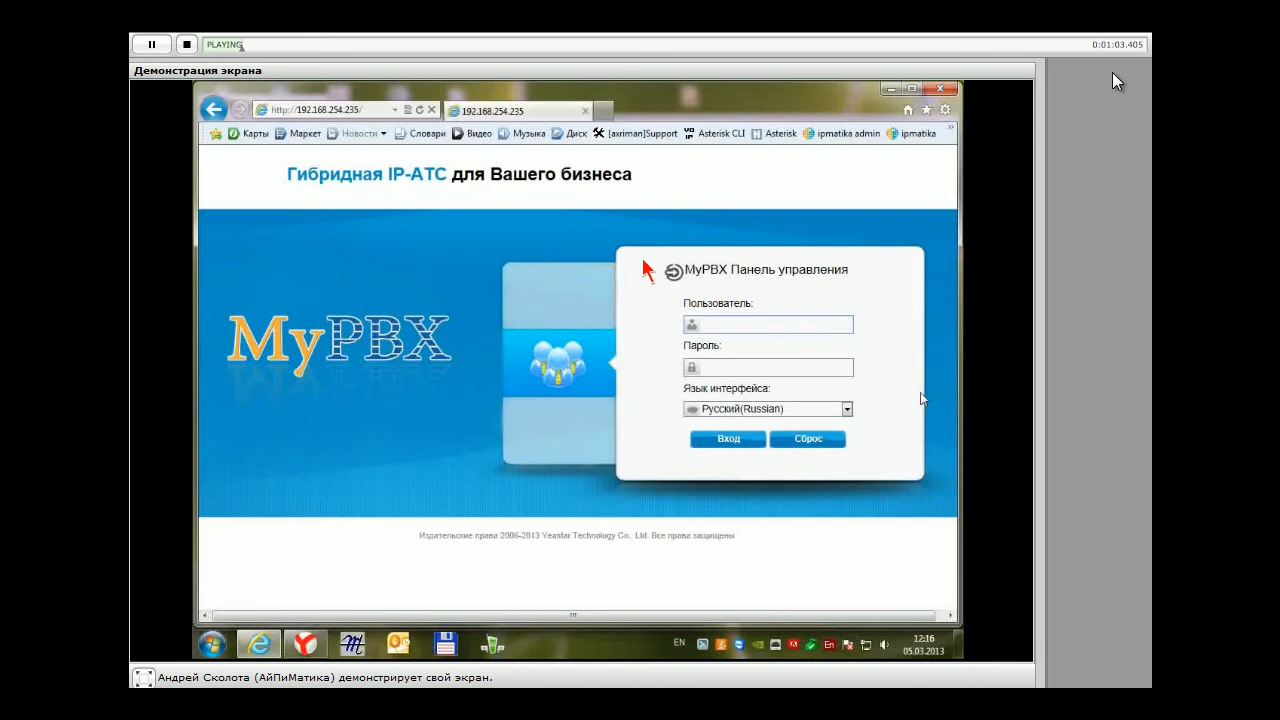 PLAYING
0:01:03.405
Демонстрация экрана
http://192.168.254.235/
192.168.254.235
Карты
Маркет
Новости
Словари
Видео
Музыка
Диск
[axriman]Support
Asterisk CLI
Asterisk
ipmatika admin
ipmatika
Гибридная IP-АТС для Вашего бизнеса
MyPBX
MyPBX Панель управления
Пользователь:
Пароль:
Язык интерфейса:
Русский(Russian)
Вход
Сброс
Издательские права 2006-2013 Yeastar Technology Co., Ltd. Все права защищены
EN
En
12:16
05.03.2013
Андрей Сколота (АйПиМатика) демонстрирует свой экран.